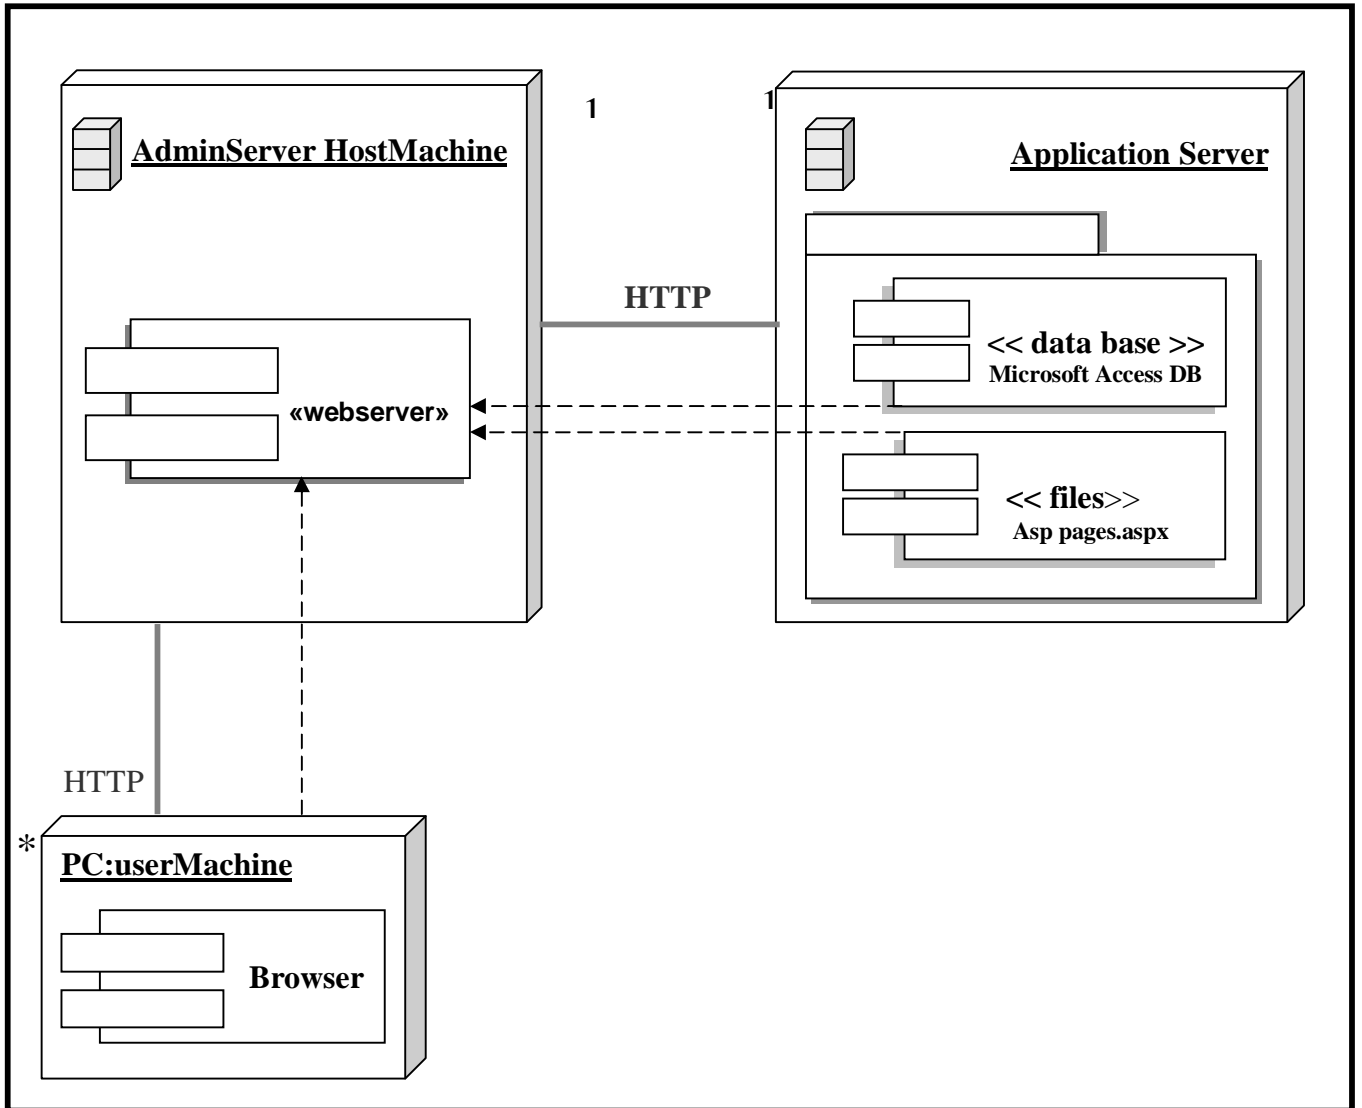 1 1
AdminServer HostMachine
Application Server
HTTP
<< data base >>
Microsoft Access DB
«webserver»
<< files>>
Asp pages.aspx
HTTP
*
PC:userMachine
Browser